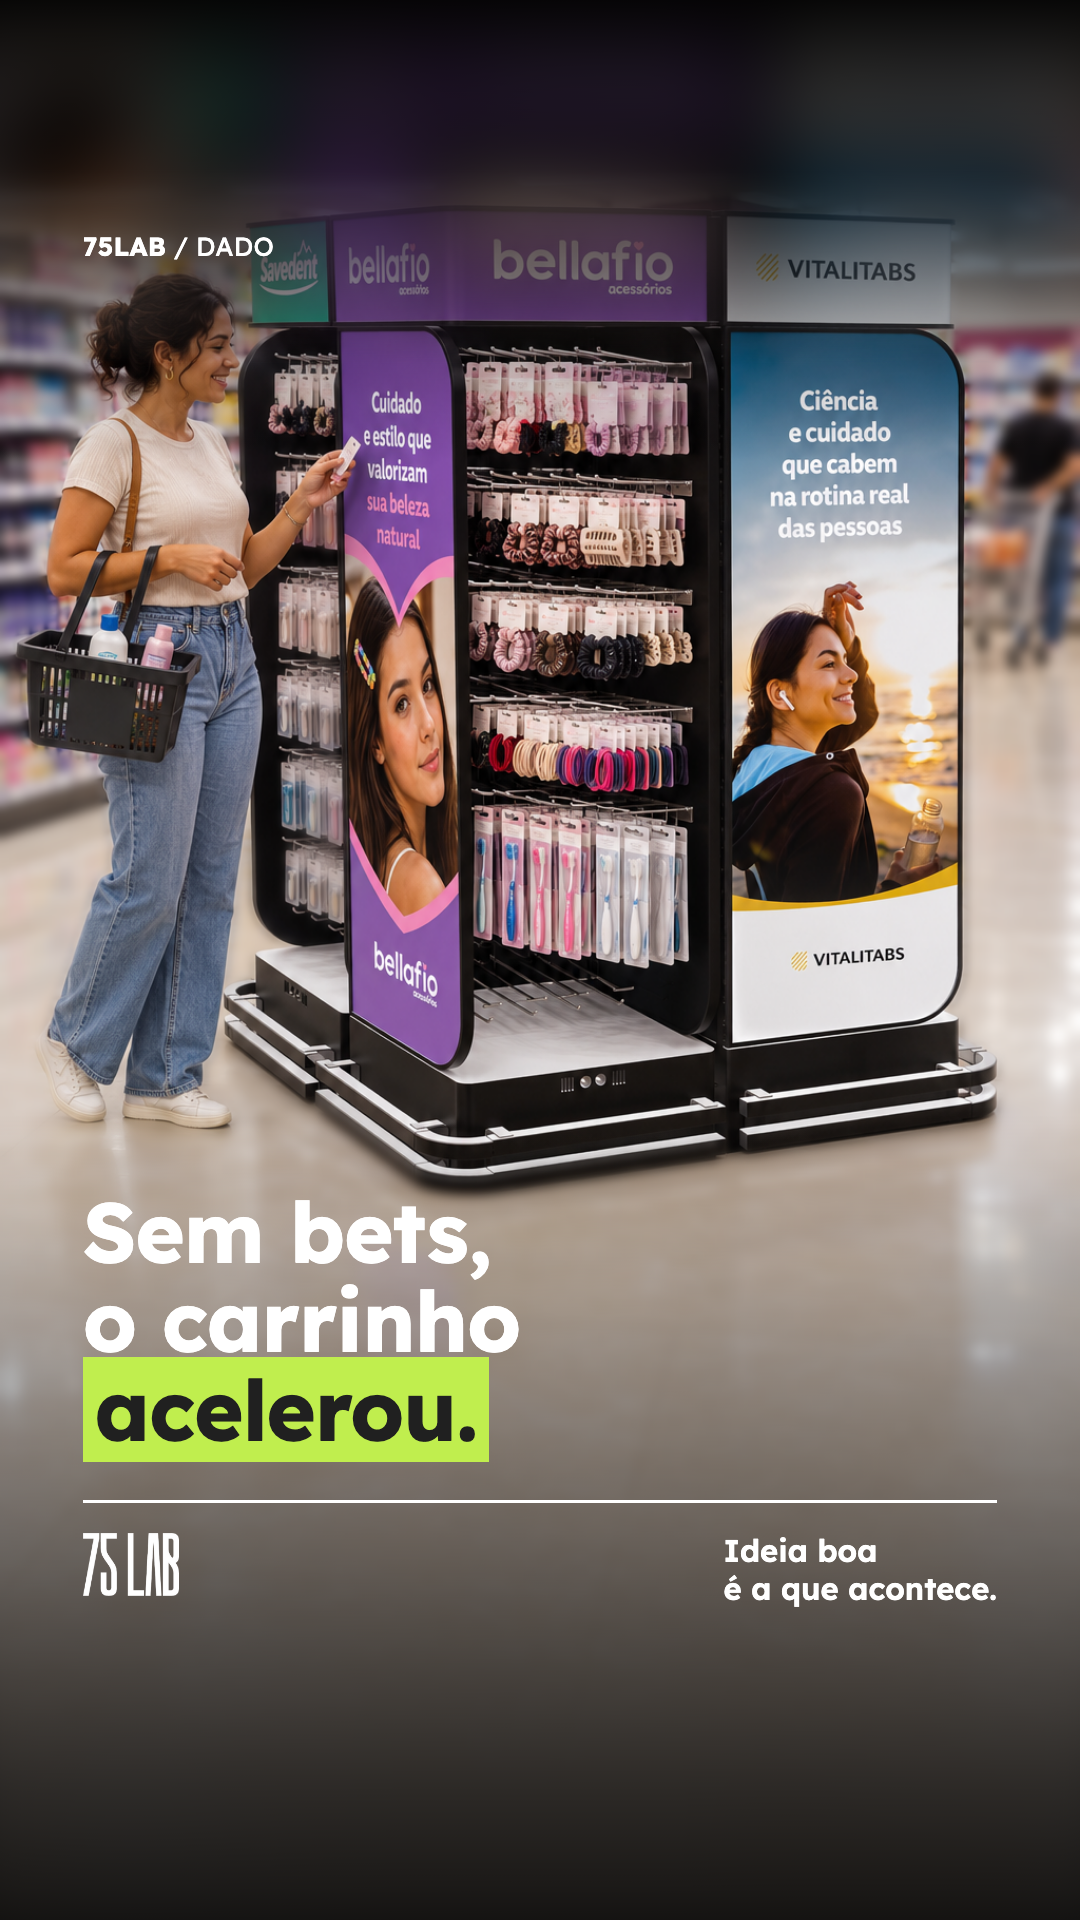 75LAB / DADO
Savedent
bellafio
acessórios
bellafio
acessórios
VITALITABS
Cuidado
e estilo que
valorizam
sua beleza
natural
bellafio
acessórios
Ciência
e cuidado
que cabem
na rotina real
das pessoas
VITALITABS
Sem bets,
o carrinho
acelerou.
75 LAB
Ideia boa
é a que acontece.